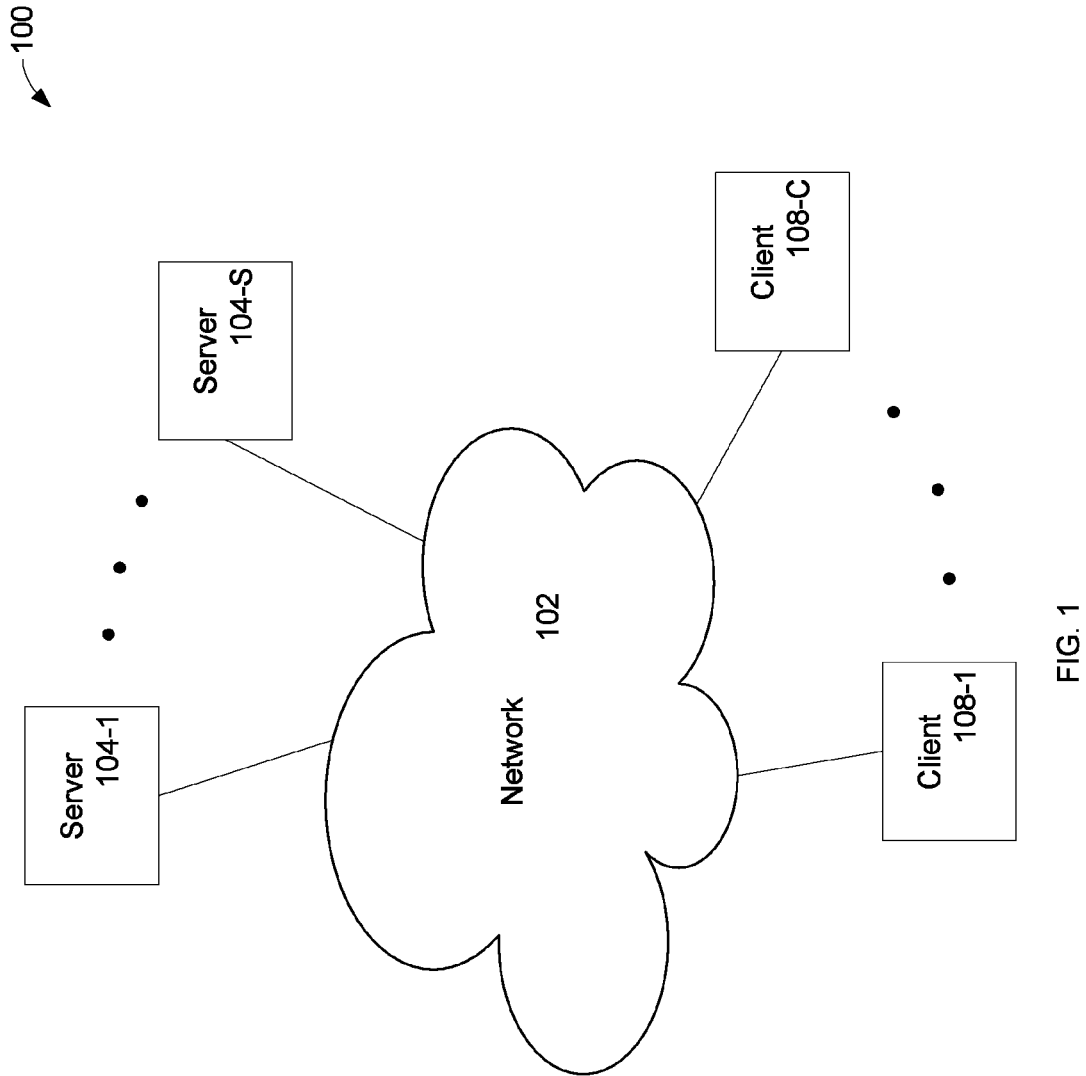 100
Server
104-1
Server
104-S
Network
102
Client
108-1
Client
108-C
FIG. 1